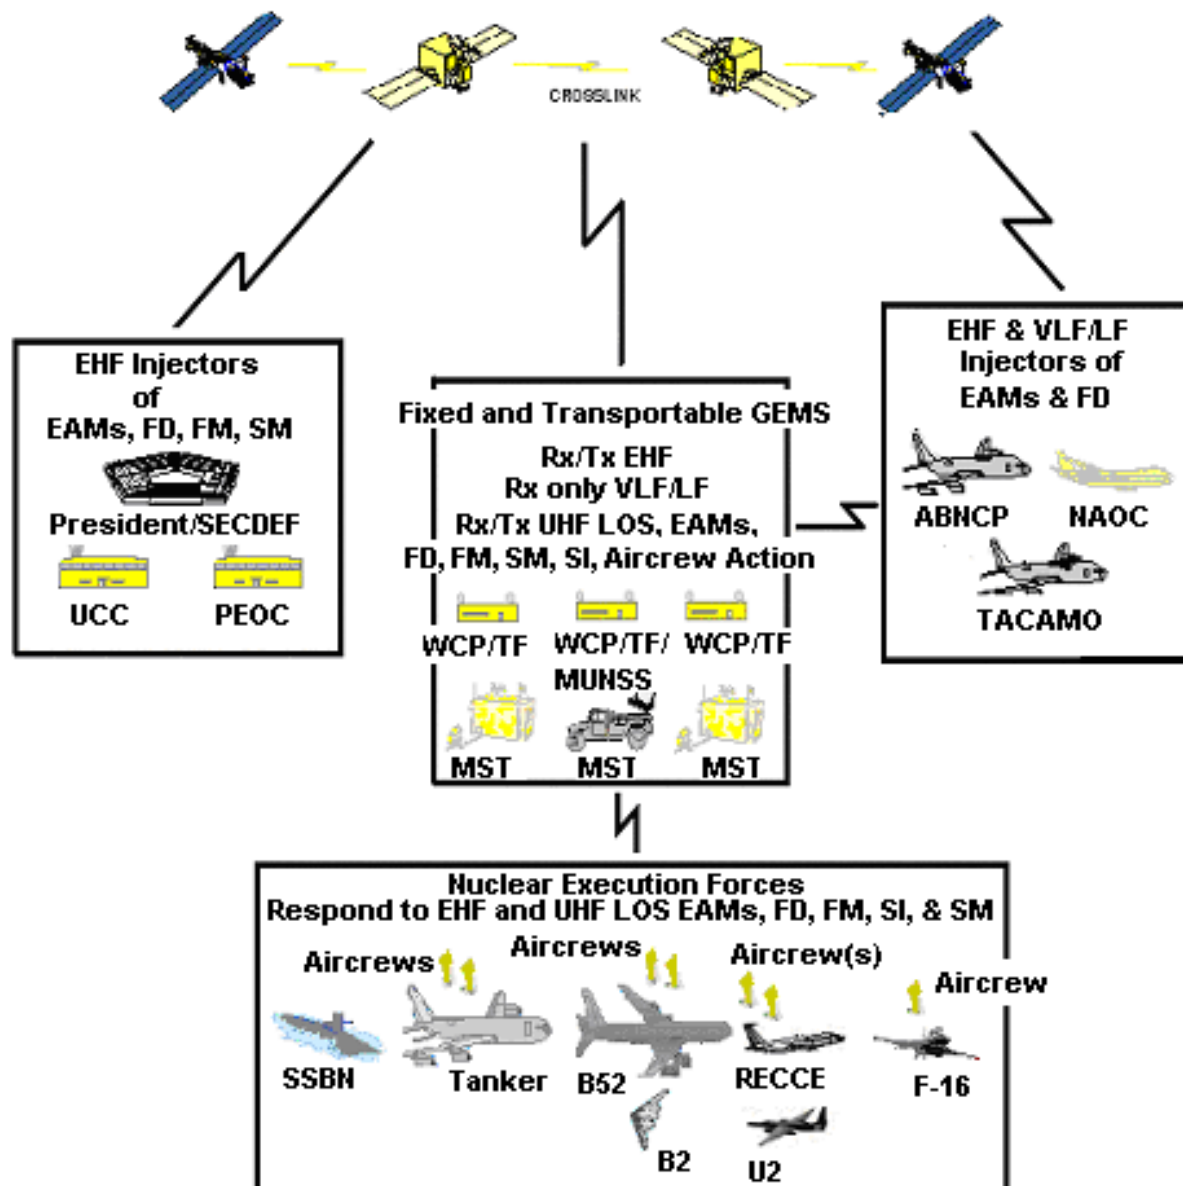 CROSSLINK
EHF Injectors
of
EAMs, FD, FM, SM
President/SECDEF
UCC
PEOC
Fixed and Transportable GEMS
Rx/Tx EHF
Rx only VLF/LF
Rx/Tx UHF LOS, EAMs,
FD, FM, SM, SI, Aircrew Action
WCP/TF
WCP/TF/
MUNSS
WCP/TF
MST
MST
MST
EHF & VLF/LF
Injectors of
EAMs & FD
ABNCP
NAOC
TACAMO
Nuclear Execution Forces
Respond to EHF and UHF LOS EAMs, FD, FM, SI, & SM
Aircrews
Aircrews
Aircrew(s)
Aircrew
SSBN
Tanker
B52
RECCE
F-16
B2
U2